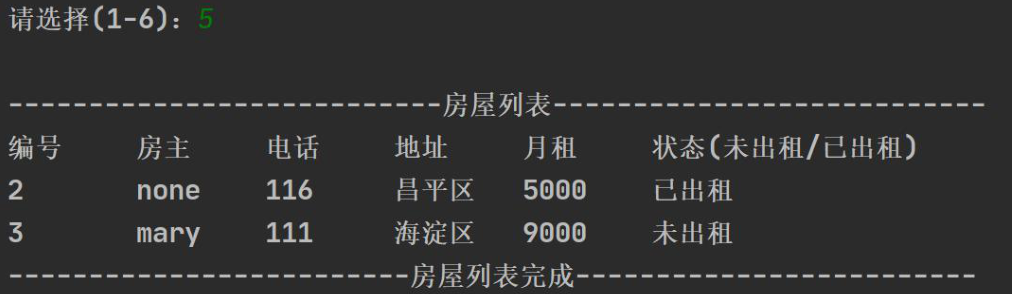 请选择(1-6)：5
---------------------------房屋列表---------------------------
编号 房主 电话 地址 月租 状态(未出租/已出租)
2 none 116 昌平区 5000 已出租
3 mary 111 海淀区 9000 未出租
-------------------------房屋列表完成-------------------------